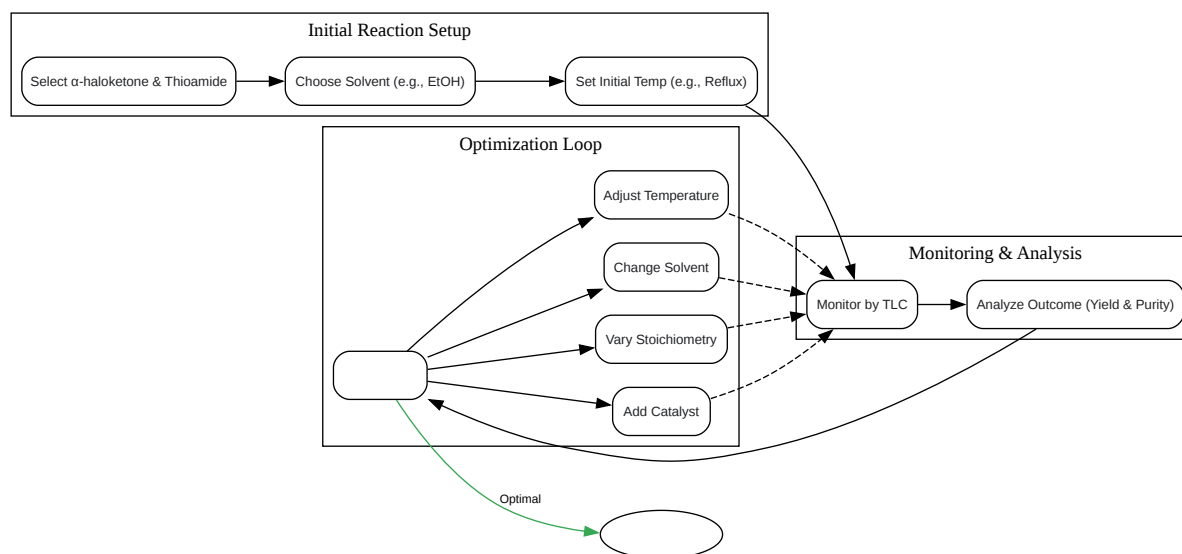 Initial Reaction Setup
Select α-haloketone & Thioamide
Choose Solvent (e.g., EtOH)
Set Initial Temp (e.g., Reflux)
Optimization Loop
Adjust Temperature
Change Solvent
Vary Stoichiometry
Add Catalyst
Monitoring & Analysis
Monitor by TLC
Analyze Outcome (Yield & Purity)
Optimal